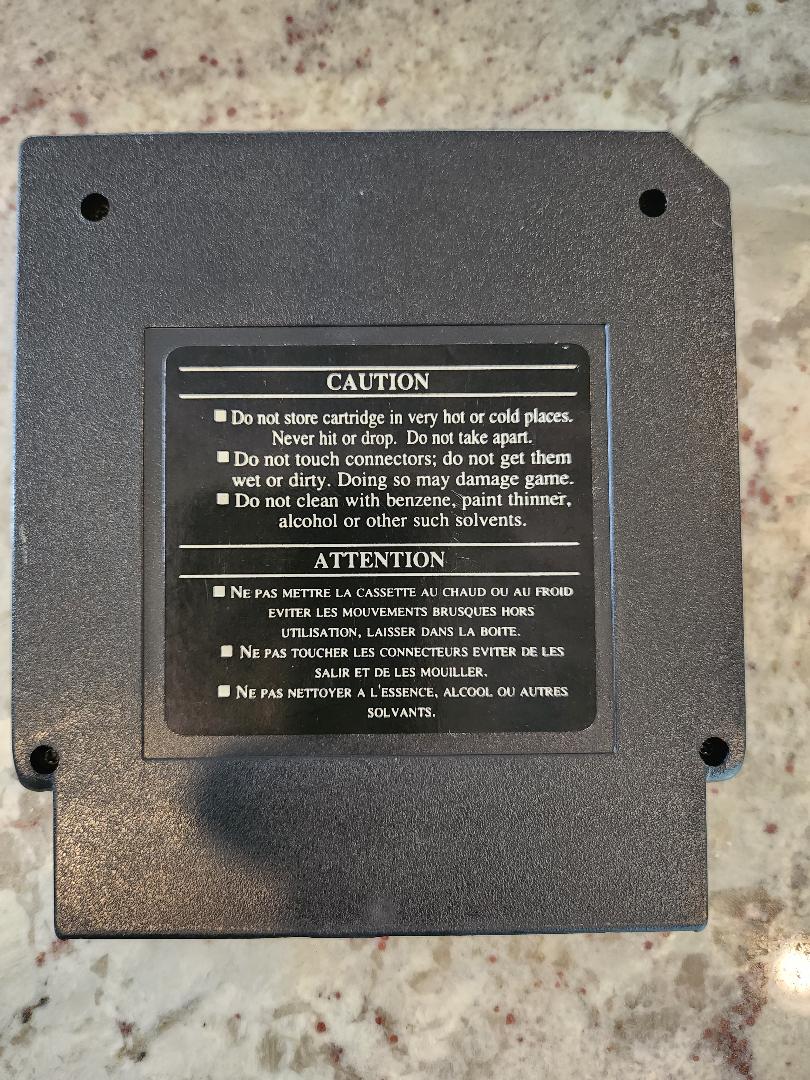 CAUTION
■ Do not store cartridge in very hot or cold places.
Never hit or drop. Do not take apart.
■ Do not touch connectors; do not get them
wet or dirty. Doing so may damage game.
■ Do not clean with benzene, paint thinner,
alcohol or other such solvents.
ATTENTION
■ NE PAS METTRE LA CASSETTE AU CHAUD OU AU FROID
EVITER LES MOUVEMENTS BRUSQUES HORS
UTILISATION, LAISSER DANS LA BOITE.
■ NE PAS TOUCHER LES CONNECTEURS EVITER DE LES
SALIR ET DE LES MOUILLER.
■ NE PAS NETTOYER A L'ESSENCE, ALCOOL OU AUTRES
SOLVANTS.